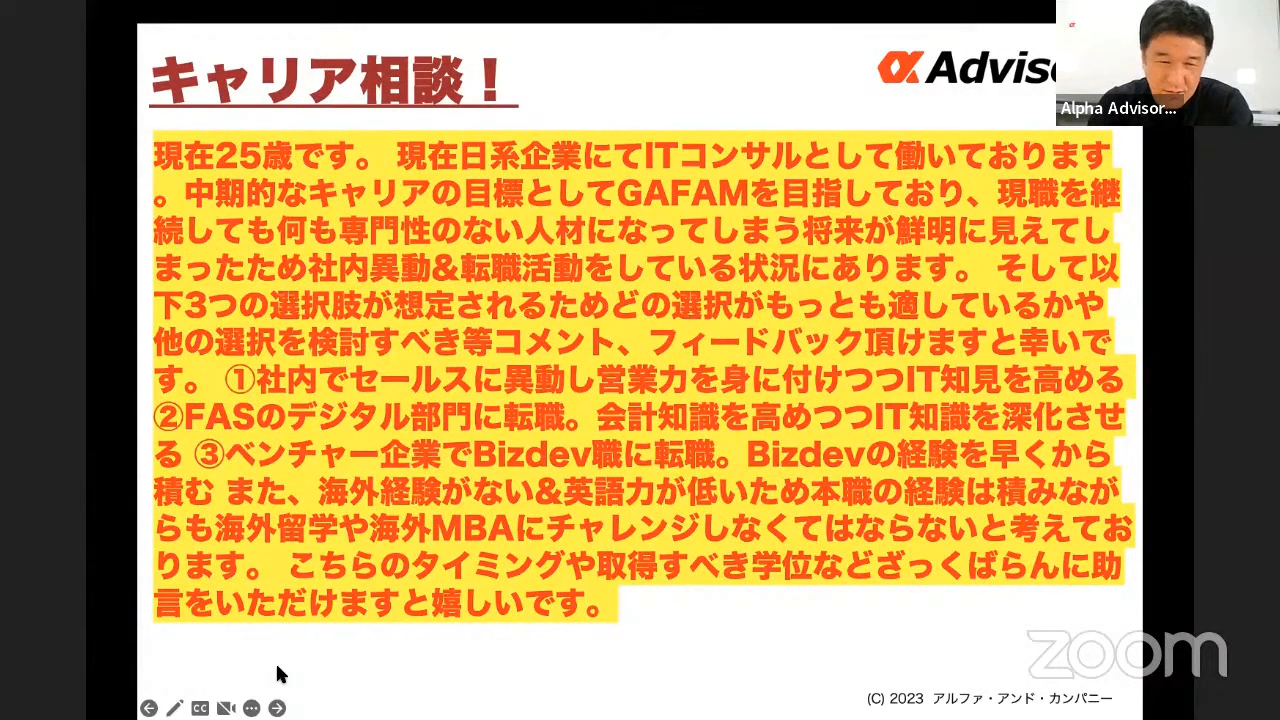 キャリア相談！
α Advis
Alpha Advisor...
現在25歳です。 現在日系企業にてITコンサルとして働いております
。中期的なキャリアの目標としてGAFAMを目指しており、現職を継
続しても何も専門性のない人材になってしまう将来が鮮明に見えてし
まったため社内異動&転職活動をしている状況にあります。 そして以
下3つの選択肢が想定されるためどの選択がもっとも適しているかや
他の選択を検討すべき等コメント、フィードバック頂けますと幸いで
す。 ①社内でセールスに異動し営業力を身に付けつつIT知見を高める
②FASのデジタル部門に転職。会計知識を高めつつIT知識を深化させ
る ③ベンチャー企業でBizdev職に転職。Bizdevの経験を早くから
積む また、海外経験がない&英語力が低いため本職の経験は積みなが
らも海外留学や海外MBAにチャレンジしなくてはならないと考えてお
ります。 こちらのタイミングや取得すべき学位などざっくばらんに助
言をいただけますと嬉しいです。
zoom
(C) 2023 アルファ・アンド・カンパニー
CC